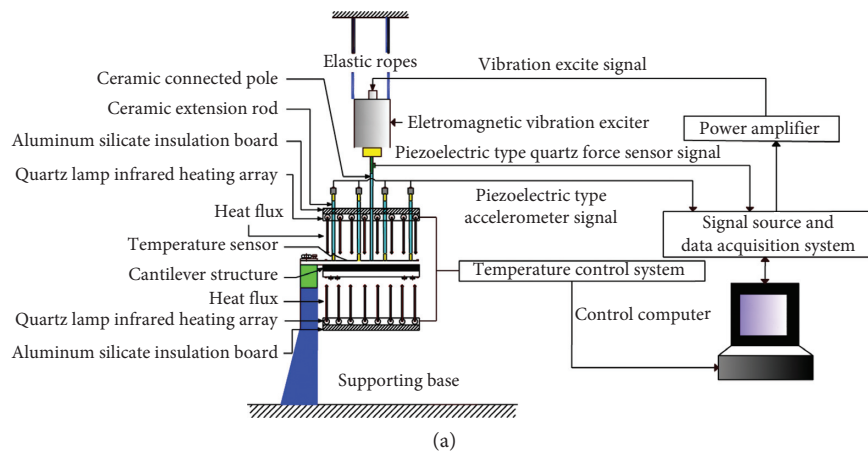 Elastic ropes
Vibration excite signal
Ceramic connected pole
Ceramic extension rod
Eletromagnetic vibration exciter
Power amplifier
Aluminum silicate insulation board
Piezoelectric type quartz force sensor signal
Quartz lamp infrared heating array
Piezoelectric type
accelerometer signal
Heat flux
Signal source and
data acquisition system
Temperature sensor
Cantilever structure
Temperature control system
Heat flux
Control computer
Quartz lamp infrared heating array
Aluminum silicate insulation board
Supporting base
(a)